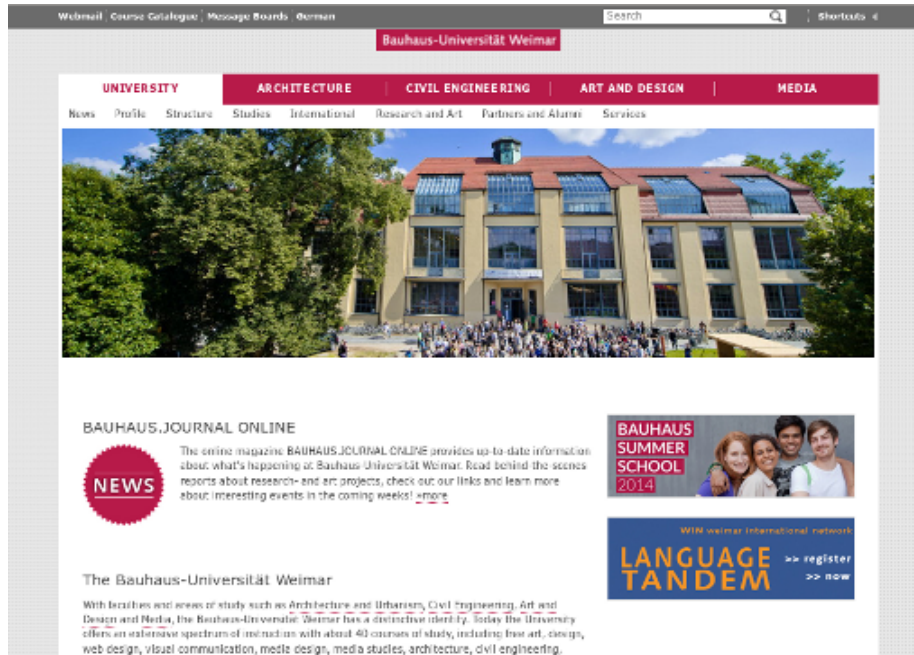 Webmail Course Catalogue Message Boards German Search Shortcuts
Bauhaus-Universität Weimar
UNIVERSITY ARCHITECTURE CIVIL ENGINEERING ART AND DESIGN MEDIA
News Profile Structure Studies International Research and Art Partners and Alumni Services
BAUHAUS.JOURNAL ONLINE
NEWS
The online magazine BAUHAUS.JOURNAL ONLINE provides up-to-date information
about what's happening at Bauhaus-Universität Weimar. Read behind-the-scenes
reports about research- and art projects, check out our links and learn more
about interesting events in the coming weeks! »more
BAUHAUS
SUMMER
SCHOOL
2014
WIN weimar international network
LANGUAGE >> register
TANDEM >> now
The Bauhaus-Universität Weimar
With faculties and areas of study such as Architecture and Urbanism, Civil Engineering, Art and
Design and Media, the Bauhaus-Universität Weimar has a distinctive identity. Today the University
offers an extensive spectrum of instruction with about 40 courses of study, including free art, design,
web design, visual communication, media design, media studies, architecture, civil engineering,